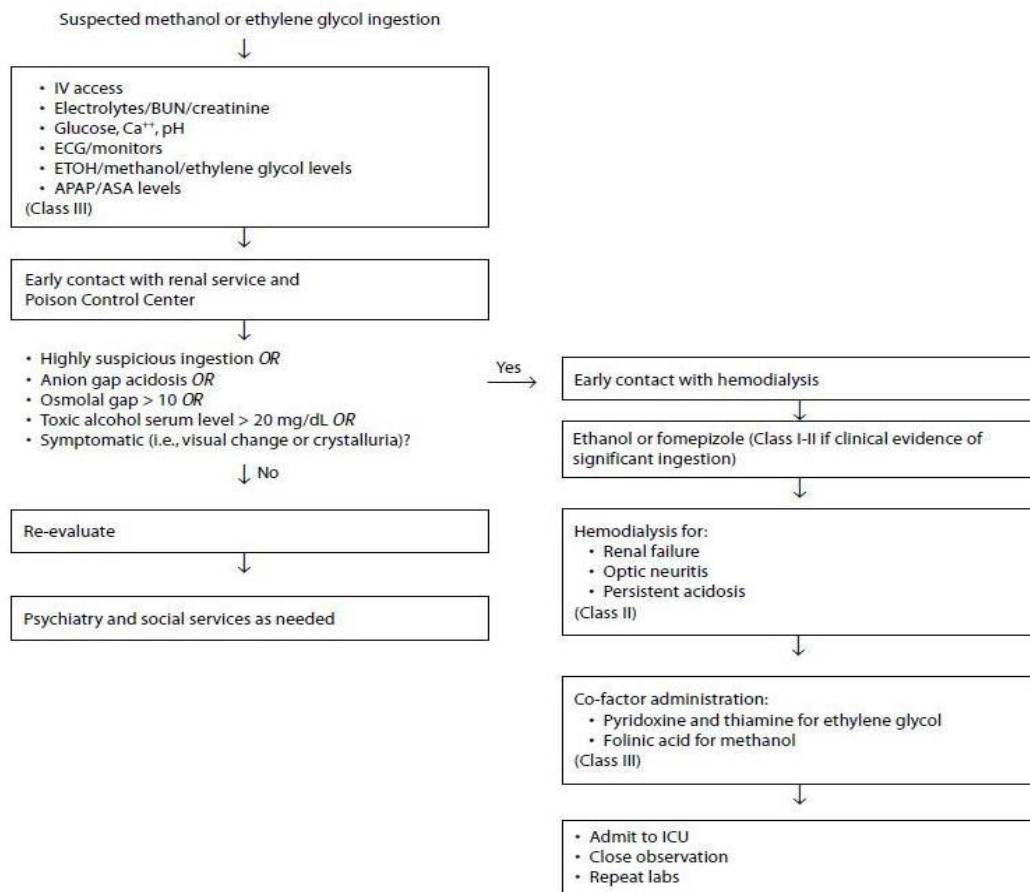 Suspected methanol or ethylene glycol ingestion
↓
• IV access
• Electrolytes/BUN/creatinine
• Glucose, Ca⁺⁺, pH
• ECG/monitors
• ETOH/methanol/ethylene glycol levels
• APAP/ASA levels
(Class III)
↓
Early contact with renal service and
Poison Control Center
↓
• Highly suspicious ingestion OR
• Anion gap acidosis OR
• Osmolal gap > 10 OR
• Toxic alcohol serum level > 20 mg/dL OR
• Symptomatic (i.e., visual change or crystalluria)?
↓ No
Re-evaluate
↓
Psychiatry and social services as needed
Yes
→
Early contact with hemodialysis
↓
Ethanol or fomepizole (Class I-II if clinical evidence of
significant ingestion)
↓
Hemodialysis for:
• Renal failure
• Optic neuritis
• Persistent acidosis
(Class II)
↓
Co-factor administration:
• Pyridoxine and thiamine for ethylene glycol
• Folinic acid for methanol
(Class III)
↓
• Admit to ICU
• Close observation
• Repeat labs